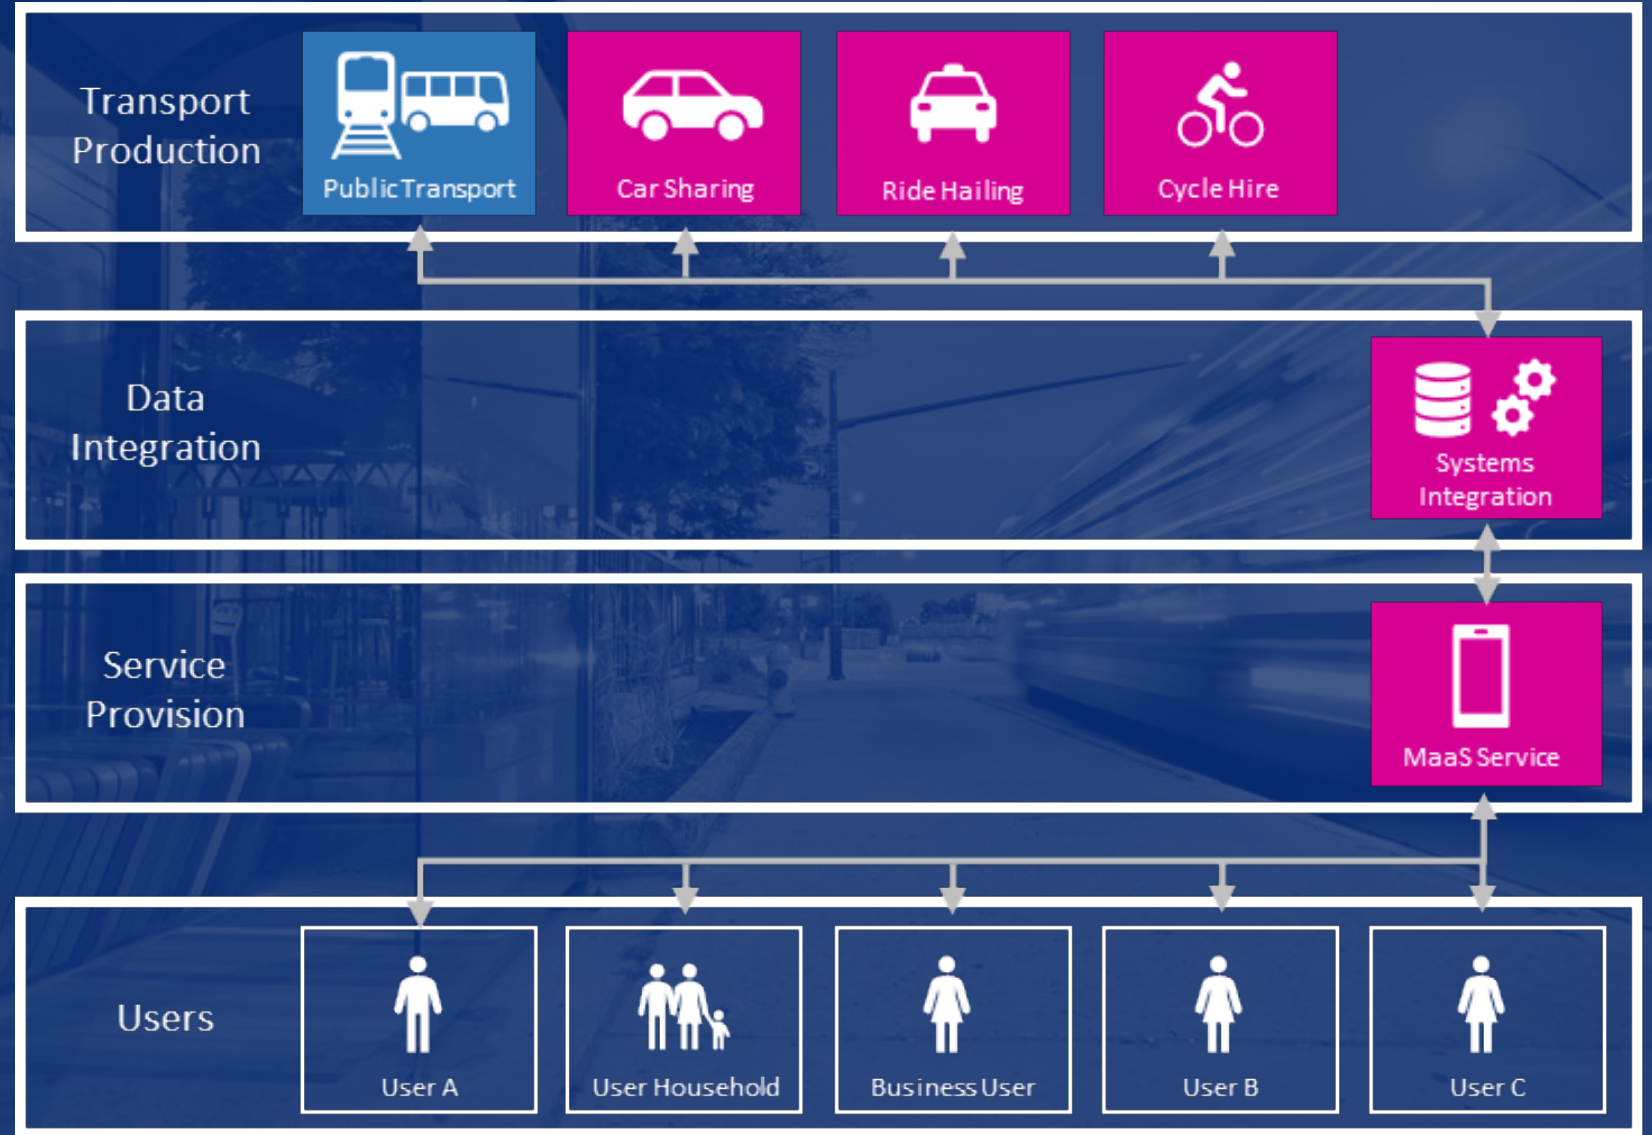 Transport
Production
Public Transport
Car Sharing
Ride Hailing
Cycle Hire
Data
Integration
Systems
Integration
Service
Provision
MaaS Service
Users
User A
User Household
Business User
User B
User C